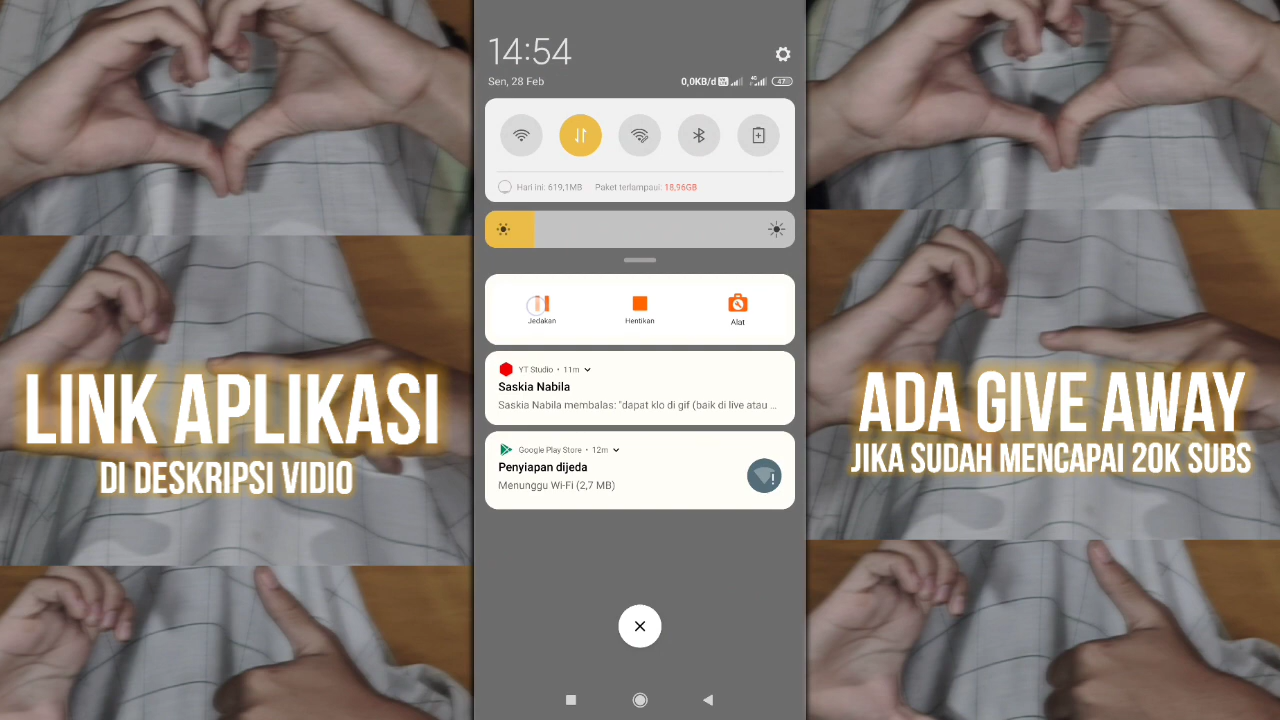 14:54
Sen, 28 Feb
0,0KB/d
4G
47
Hari ini: 619,1MB Paket terlampaui: 18,96GB
Jedakan
Hentikan
Alat
YT Studio • 11m
Saskia Nabila
Saskia Nabila membalas: "dapat klo di gif (baik di live atau ...
Google Play Store • 12m
Penyiapan dijeda
Menunggu Wi-Fi (2,7 MB)
LINK APLIKASI
DI DESKRIPSI VIDIO
ADA GIVE AWAY
JIKA SUDAH MENCAPAI 20K SUBS